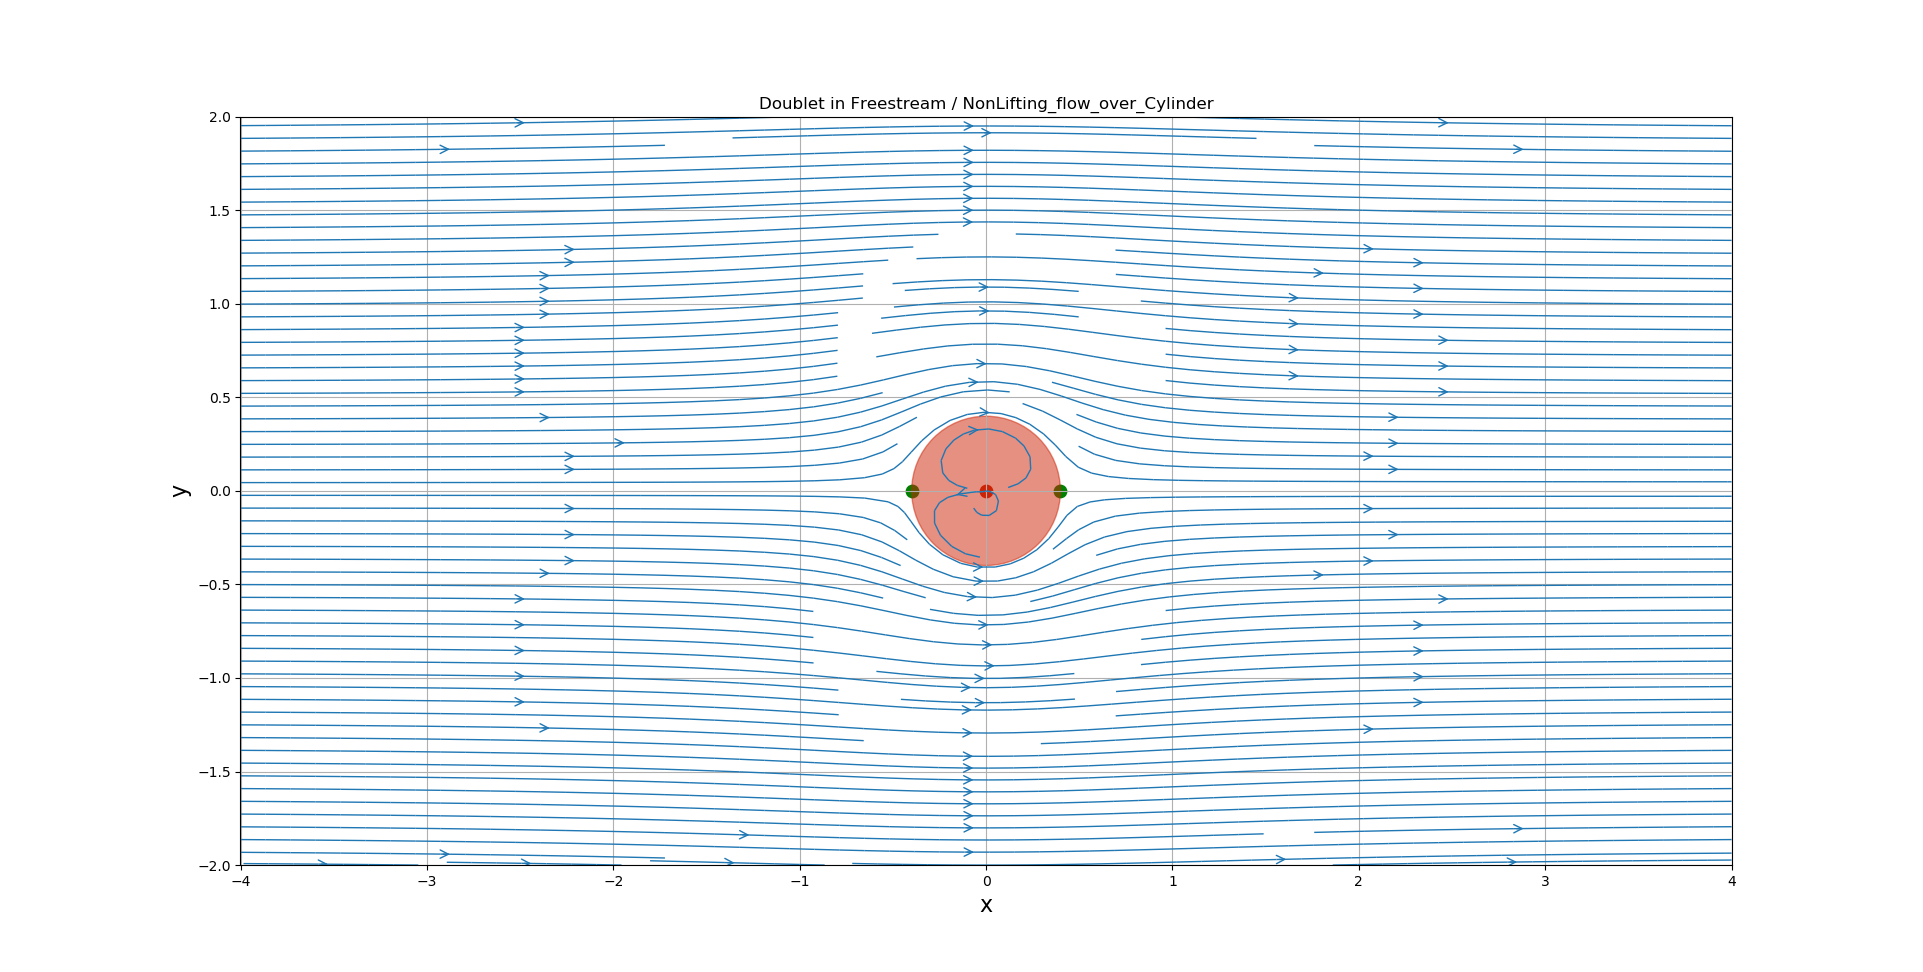 Doublet in Freestream / NonLifting_flow_over_Cylinder
2.0
1.5
1.0
0.5
0.0
−0.5
−1.0
−1.5
−2.0
y
−4 −3 −2 −1 0 1 2 3 4
x